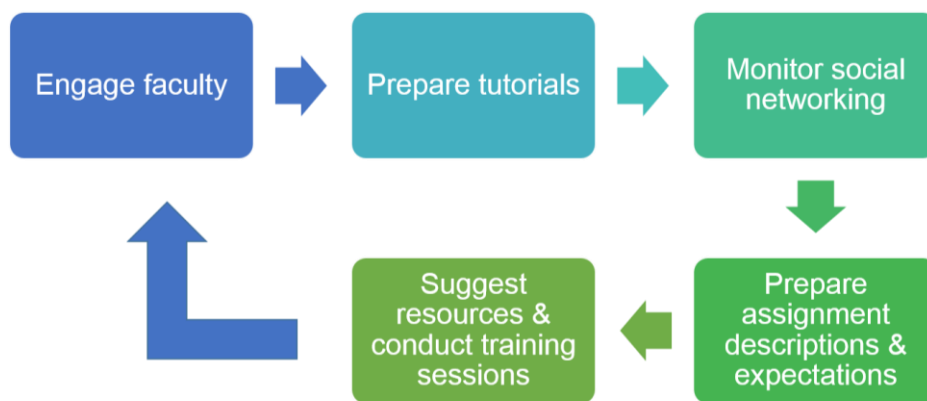 Engage faculty
Prepare tutorials
Monitor social
networking
Prepare
assignment
descriptions &
expectations
Suggest
resources &
conduct training
sessions